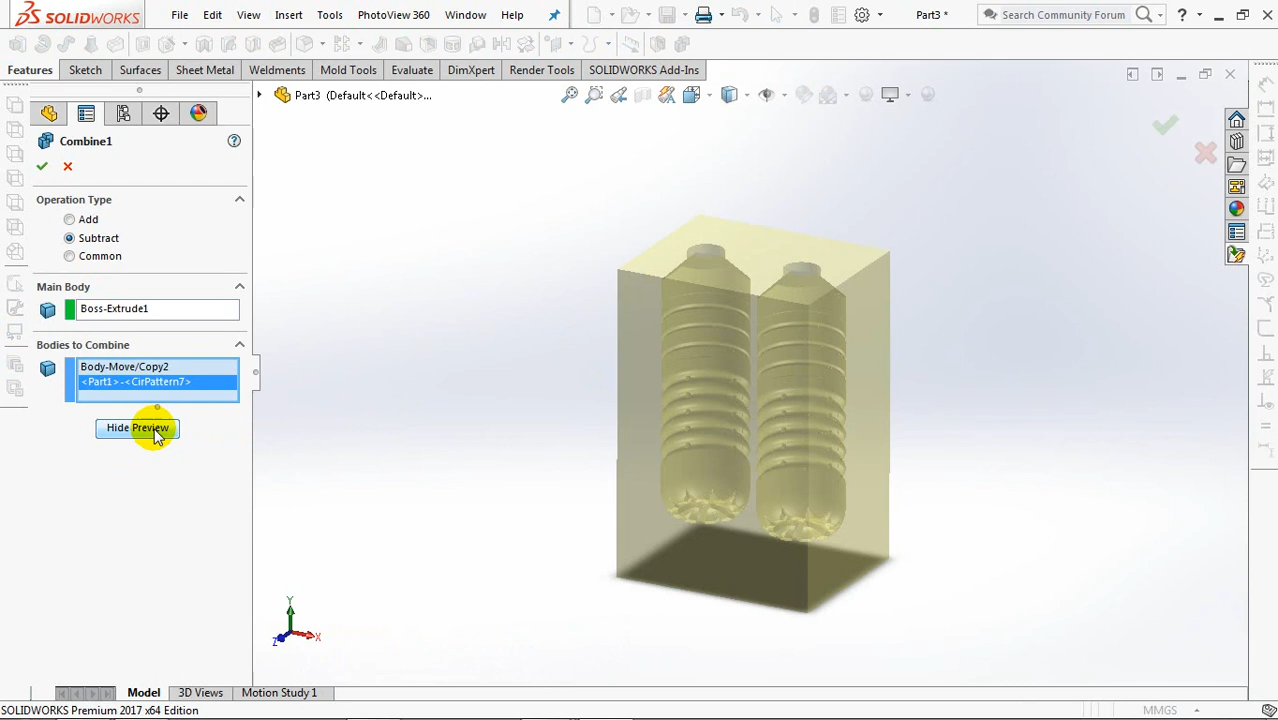 SOLIDWORKS File Edit View Insert Tools PhotoView 360 Window Help Part3 * Search Community Forum ?
Features Sketch Surfaces Sheet Metal Weldments Mold Tools Evaluate DimXpert Render Tools SOLIDWORKS Add-Ins
Part3 (Default<<Default>...
Combine1
?
Operation Type
Add
Subtract
Common
Main Body
Boss-Extrude1
Bodies to Combine
Body-Move/Copy2
<Part1>-<CirPattern7>
Hide Preview
Y
Z X
Model 3D Views Motion Study 1
SOLIDWORKS Premium 2017 x64 Edition MMGS